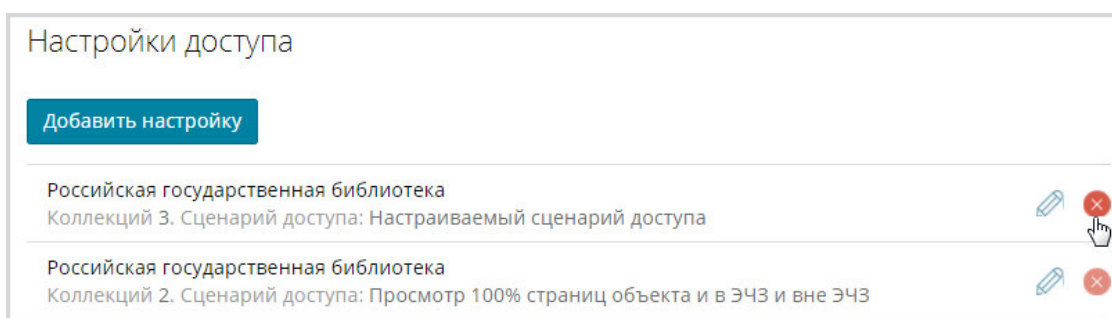 Настройки доступа
Добавить настройку
Российская государственная библиотека
Коллекций 3. Сценарий доступа: Настраиваемый сценарий доступа
Российская государственная библиотека
Коллекций 2. Сценарий доступа: Просмотр 100% страниц объекта и в ЭЧЗ и вне ЭЧЗ